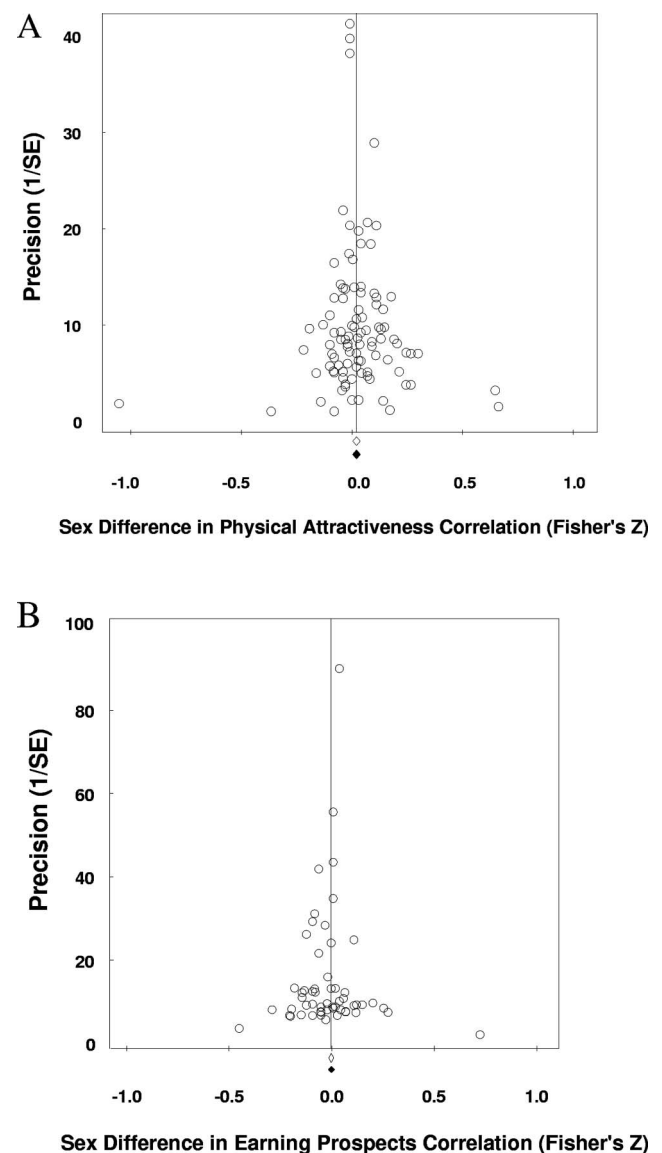 A
40
30
20
10
0
Precision (1/SE)
-1.0 -0.5 0.0 0.5 1.0
Sex Difference in Physical Attractiveness Correlation (Fisher's Z)
B
100
80
60
40
20
0
Precision (1/SE)
-1.0 -0.5 0.0 0.5 1.0
Sex Difference in Earning Prospects Correlation (Fisher's Z)